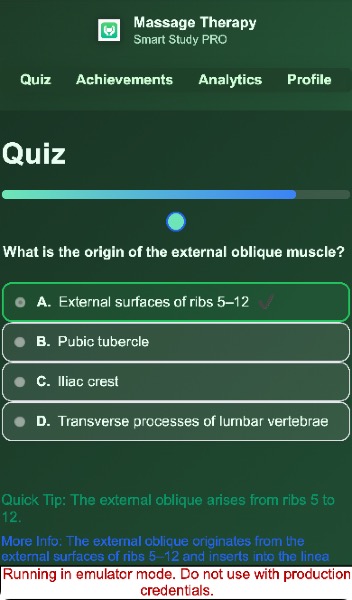 Massage Therapy
Smart Study PRO
Quiz Achievements Analytics Profile
Quiz
What is the origin of the external oblique muscle?
A. External surfaces of ribs 5–12
B. Pubic tubercle
C. Iliac crest
D. Transverse processes of lumbar vertebrae
Quick Tip: The external oblique arises from ribs 5 to
12.
More Info: The external oblique originates from the
external surfaces of ribs 5–12 and inserts into the linea
Running in emulator mode. Do not use with production
credentials.